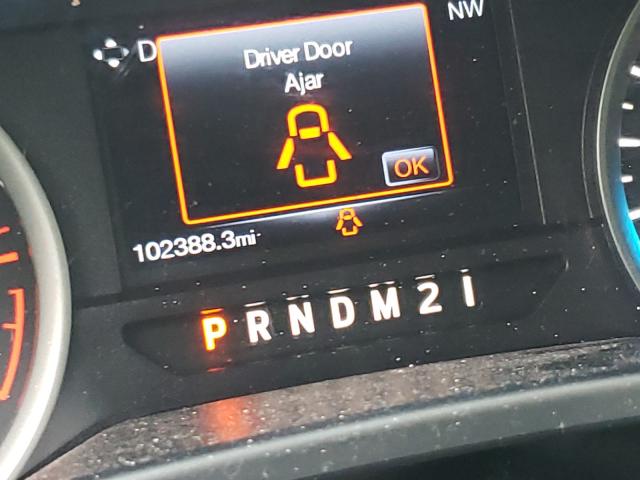 NW
D
Driver Door
Ajar
OK
102388.3mi
P R N D M 2 1